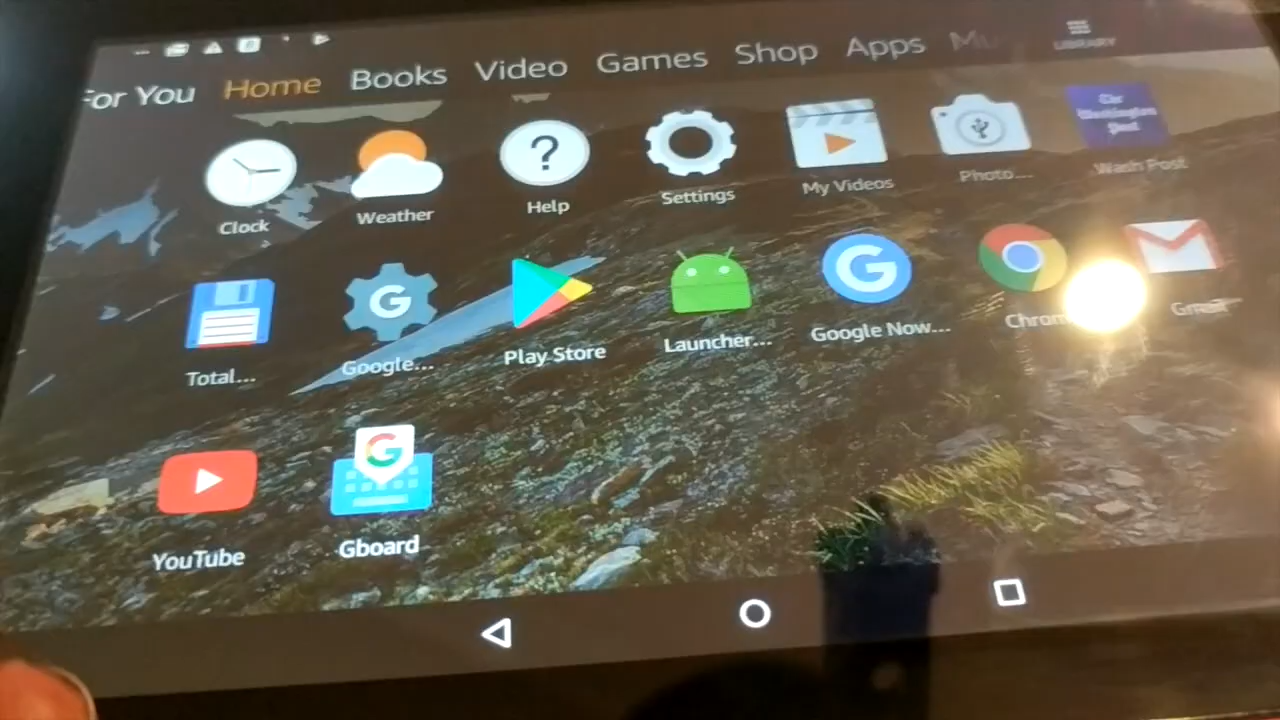 For You Home Books Video Games Shop Apps
LIBRARY
Clock Weather Help Settings My Videos Photo.... Wash Post
Total... Google... Play Store Launcher... Google Now... Chrom Gmail
YouTube Gboard